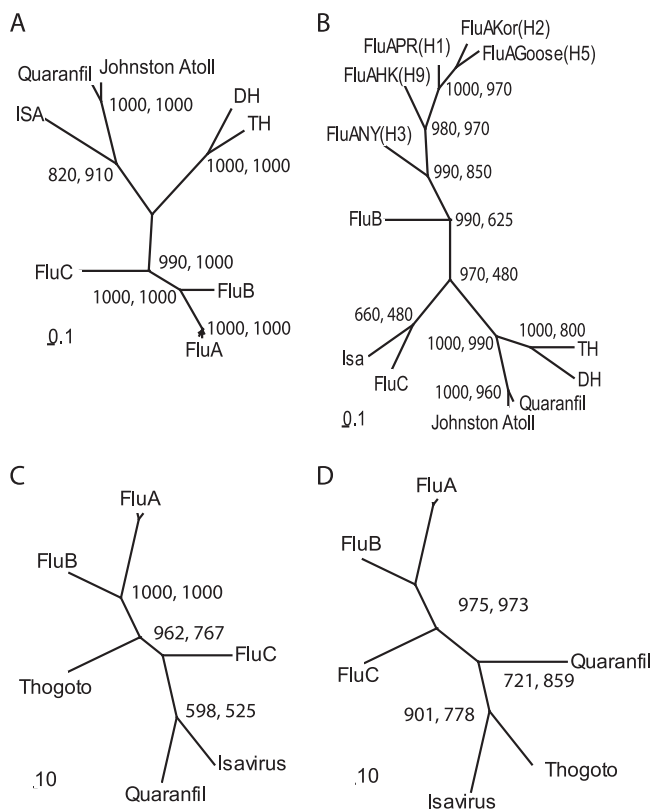 A
Quaranfil
Johnston Atoll
1000, 1000
ISA
DH
TH
820, 910
1000, 1000
FluC
990, 1000
1000, 1000
FluB
1000, 1000
FluA
0.1
B
FluAKor(H2)
FluAPR(H1)
FluAGoose(H5)
FluAHK(H9)
1000, 970
980, 970
FluANY(H3)
990, 850
FluB
990, 625
970, 480
660, 480
1000, 800
1000, 990
TH
Isa
DH
FluC
1000, 960
Quaranfil
Johnston Atoll
0.1
C
FluA
FluB
1000, 1000
962, 767
FluC
Thogoto
598, 525
Isavirus
10
Quaranfil
D
FluA
FluB
975, 973
FluC
Quaranfil
721, 859
901, 778
Thogoto
10
Isavirus